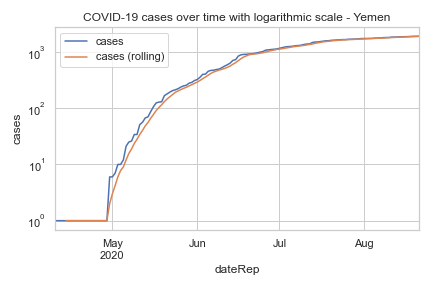 COVID-19 cases over time with logarithmic scale - Yemen
cases
cases (rolling)
10³
10²
10¹
10⁰
cases
May
2020
Jun
Jul
Aug
dateRep